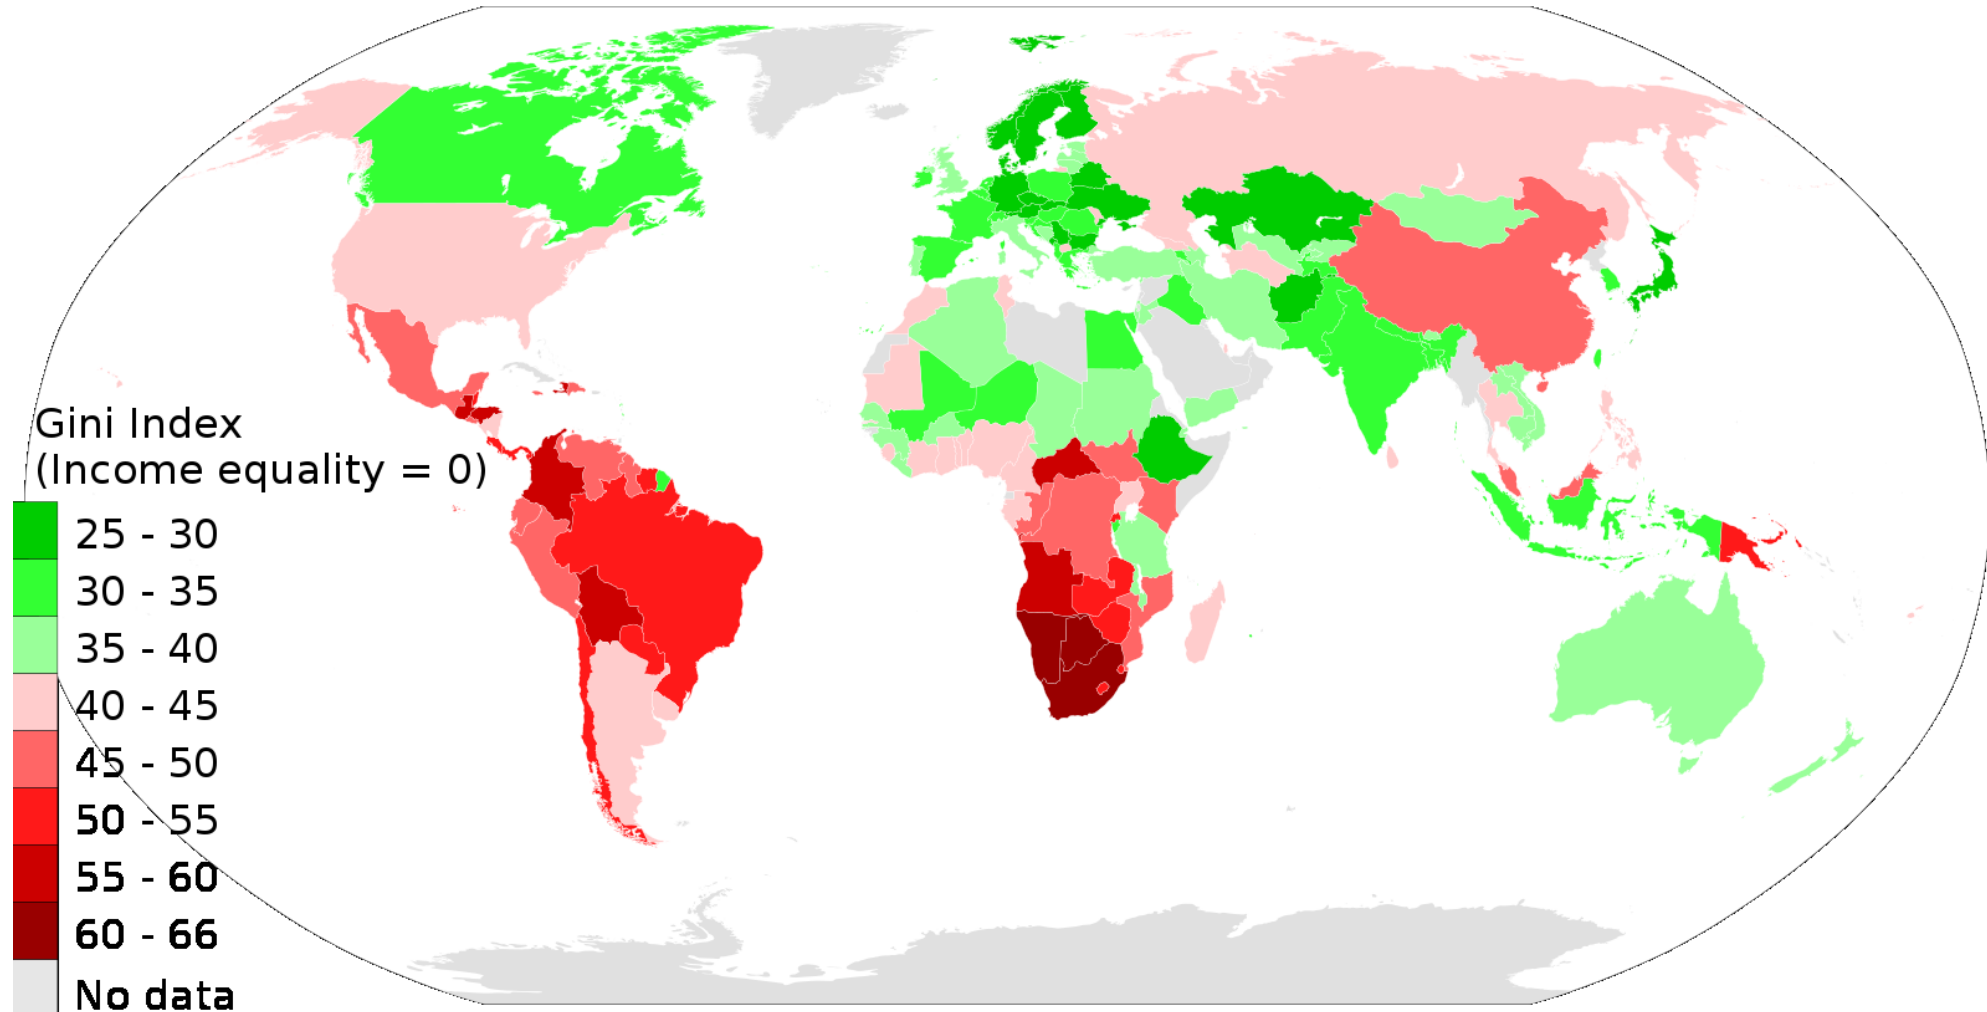 Gini Index
(Income equality = 0)
25 - 30
30 - 35
35 - 40
40 - 45
45 - 50
50 - 55
55 - 60
60 - 66
No data